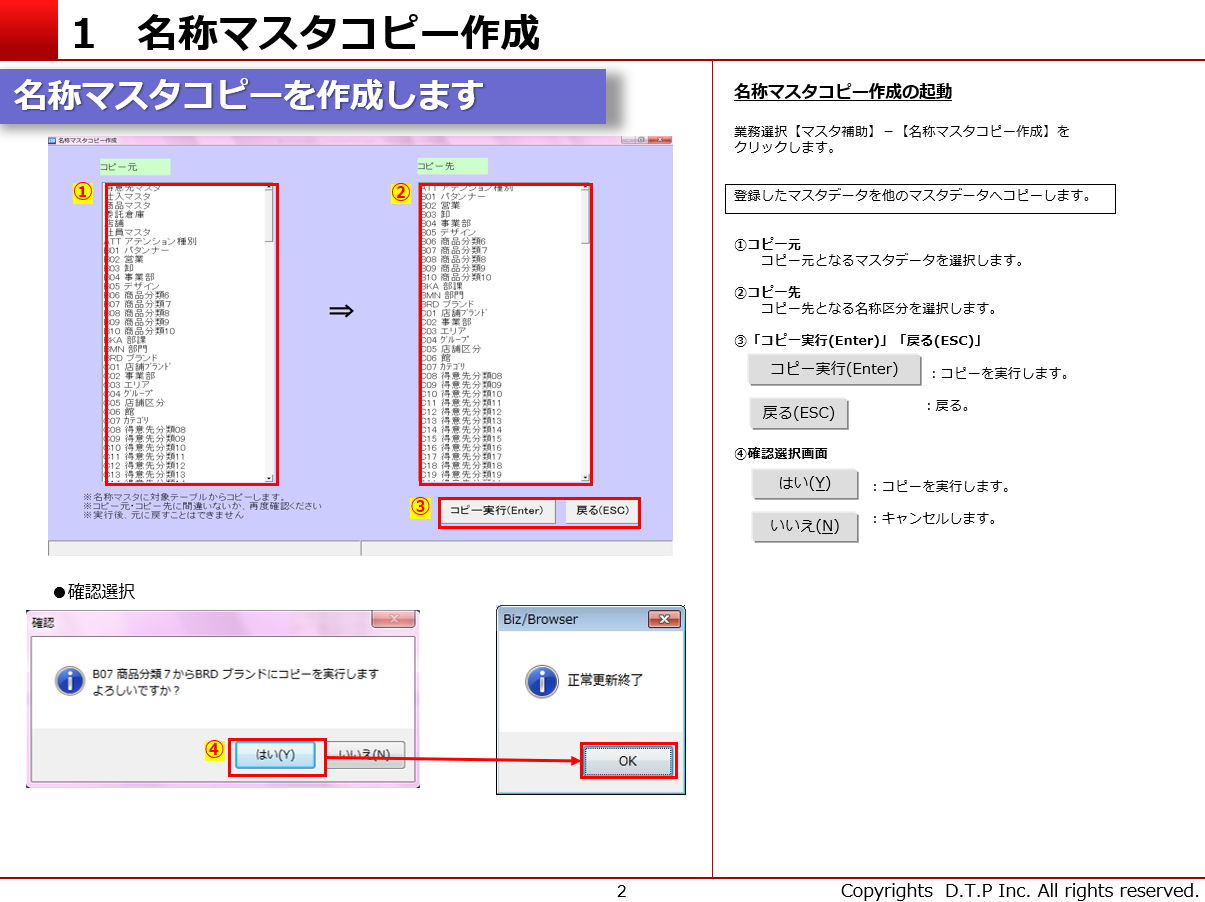 1 名称マスタコピー作成
名称マスタコピーを作成します
名称マスタコピー作成
コピー元
①
得意先マスタ
仕入マスタ
商品マスタ
委託倉庫
店舗
社員マスタ
ATT アテンション種別
B01 パタンナー
B02 営業
B03 卸
B04 事業部
B05 デザイン
B06 商品分類6
B07 商品分類7
B08 商品分類8
B09 商品分類9
B10 商品分類10
BKA 部課
BMN 部門
BRD ブランド
C01 店舗ブランド
C02 事業部
C03 エリア
C04 グループ
C05 店舗区分
C06 館
C07 カテゴリ
C08 得意先分類08
C09 得意先分類09
C10 得意先分類10
C11 得意先分類11
C12 得意先分類12
C13 得意先分類13
⇒
コピー先
②
ATT アテンション種別
B01 パタンナー
B02 営業
B03 卸
B04 事業部
B05 デザイン
B06 商品分類6
B07 商品分類7
B08 商品分類8
B09 商品分類9
B10 商品分類10
BKA 部課
BMN 部門
BRD ブランド
C01 店舗ブランド
C02 事業部
C03 エリア
C04 グループ
C05 店舗区分
C06 館
C07 カテゴリ
C08 得意先分類08
C09 得意先分類09
C10 得意先分類10
C11 得意先分類11
C12 得意先分類12
C13 得意先分類13
C14 得意先分類14
C15 得意先分類15
C16 得意先分類16
C17 得意先分類17
C18 得意先分類18
C19 得意先分類19
※名称マスタに対象テーブルからコピーします。
※コピー元・コピー先に間違いないか、再度確認ください
※実行後、元に戻すことはできません
③
コピー実行(Enter)
戻る(ESC)
●確認選択
確認
B07 商品分類７からBRD ブランドにコピーを実行します
よろしいですか？
④
はい(Y)
いいえ(N)
Biz/Browser
正常更新終了
OK
名称マスタコピー作成の起動
業務選択【マスタ補助】－【名称マスタコピー作成】を
クリックします。
登録したマスタデータを他のマスタデータへコピーします。
①コピー元
コピー元となるマスタデータを選択します。
②コピー先
コピー先となる名称区分を選択します。
③「コピー実行(Enter)」「戻る(ESC)」
コピー実行(Enter)
：コピーを実行します。
戻る(ESC)
：戻る。
④確認選択画面
はい(Y)
：コピーを実行します。
いいえ(N)
：キャンセルします。
2
Copyrights D.T.P Inc. All rights reserved.